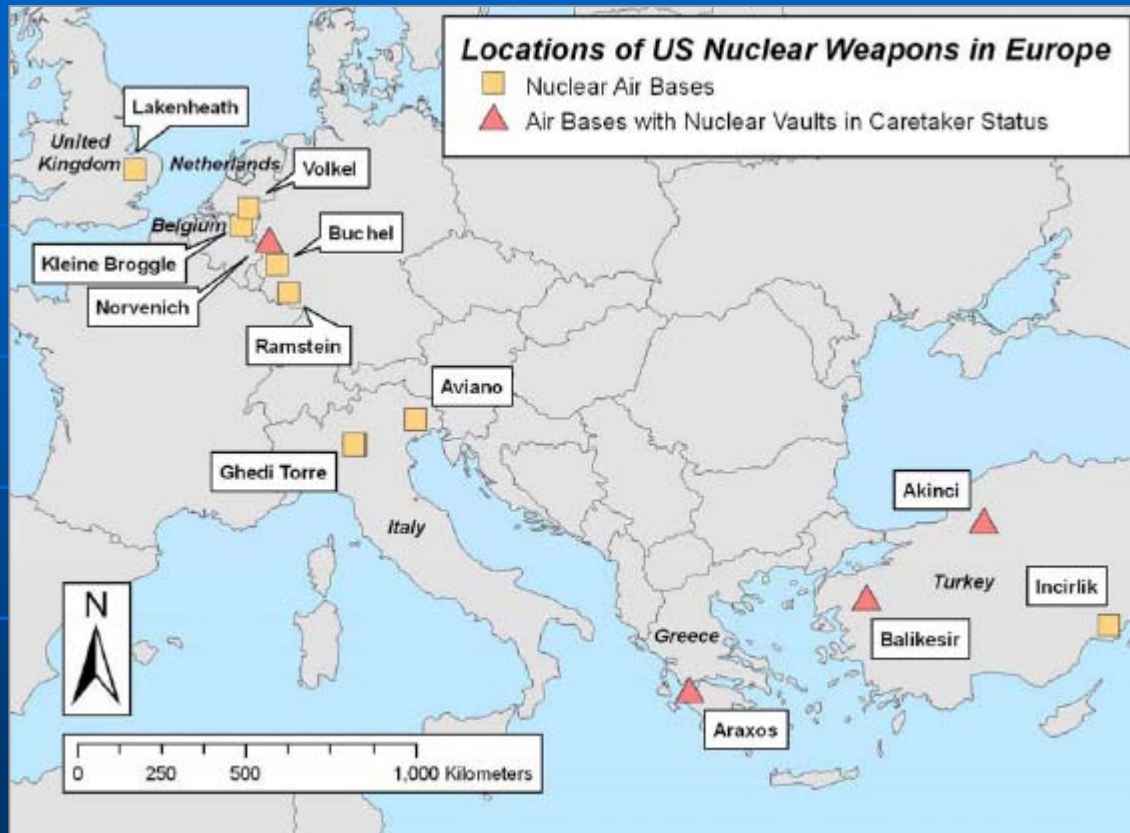 Locations of US Nuclear Weapons in Europe
Nuclear Air Bases
Air Bases with Nuclear Vaults in Caretaker Status
Lakenheath
United
Kingdom
Netherlands
Volkel
Belgium
Buchel
Kleine Broggle
Norvenich
Ramstein
Aviano
Ghedi Torre
Italy
Akinci
Turkey
Incirlik
Balikesir
Greece
Araxos
N
0 250 500 1,000 Kilometers